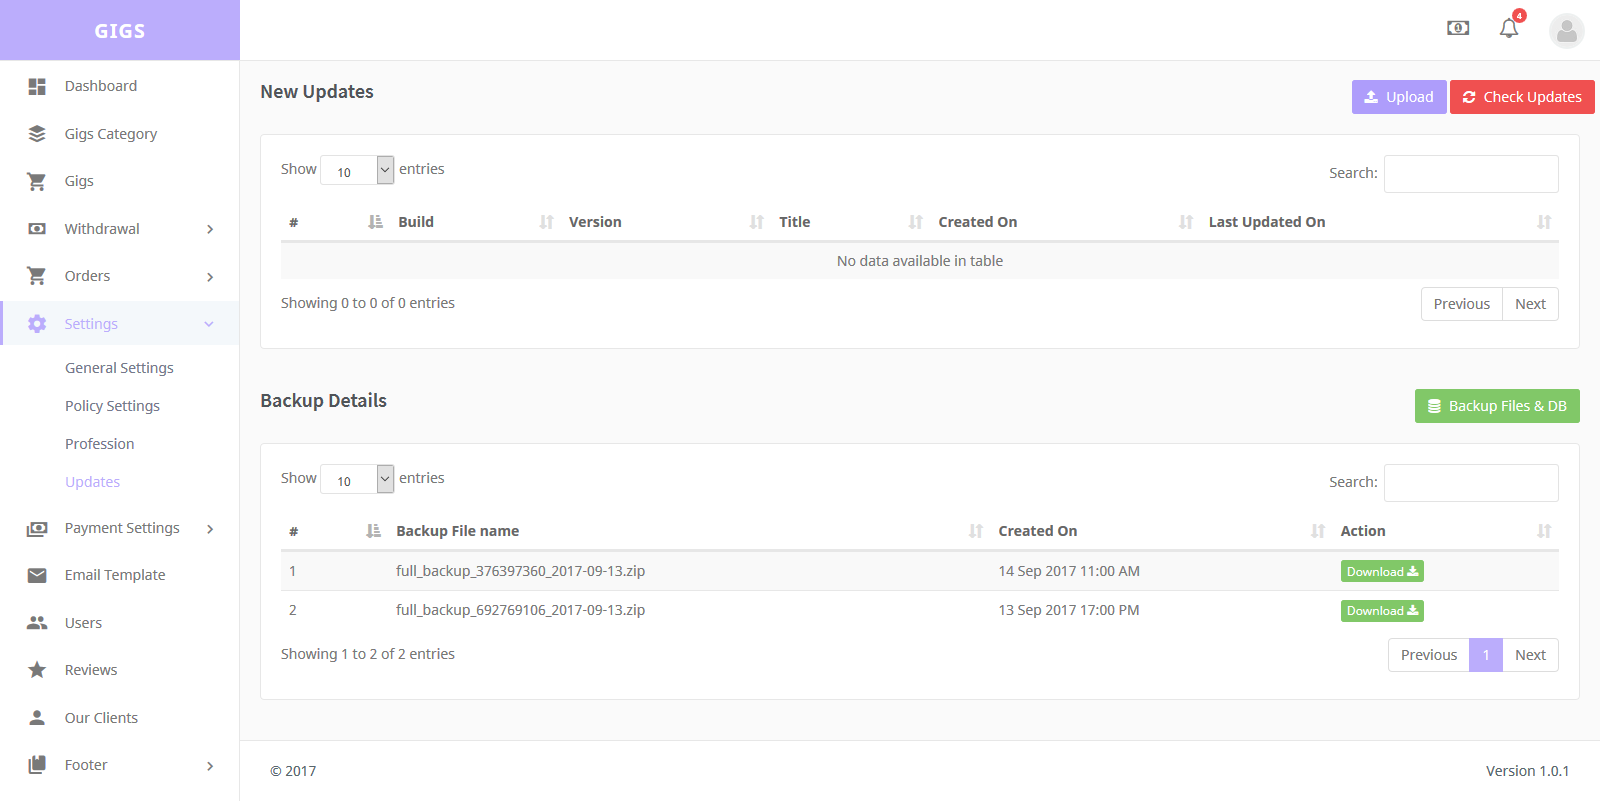 GIGS
4
Dashboard
Gigs Category
Gigs
Withdrawal
Orders
Settings
General Settings
Policy Settings
Profession
Updates
Payment Settings
Email Template
Users
Reviews
Our Clients
Footer
New Updates
Upload
Check Updates
Show 10 entries
Search:
# Build Version Title Created On Last Updated On
No data available in table
Showing 0 to 0 of 0 entries
Previous Next
Backup Details
Backup Files & DB
Show 10 entries
Search:
# Backup File name Created On Action
1 full_backup_376397360_2017-09-13.zip 14 Sep 2017 11:00 AM Download
2 full_backup_692769106_2017-09-13.zip 13 Sep 2017 17:00 PM Download
Showing 1 to 2 of 2 entries
Previous 1 Next
© 2017
Version 1.0.1